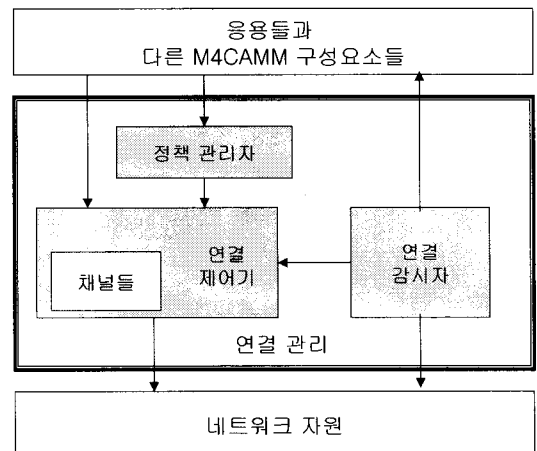 응용들과
다른 M4CAMM 구성요소들
정책 관리자
연결
제어기
채널들
연결
감시자
연결 관리
네트워크 자원